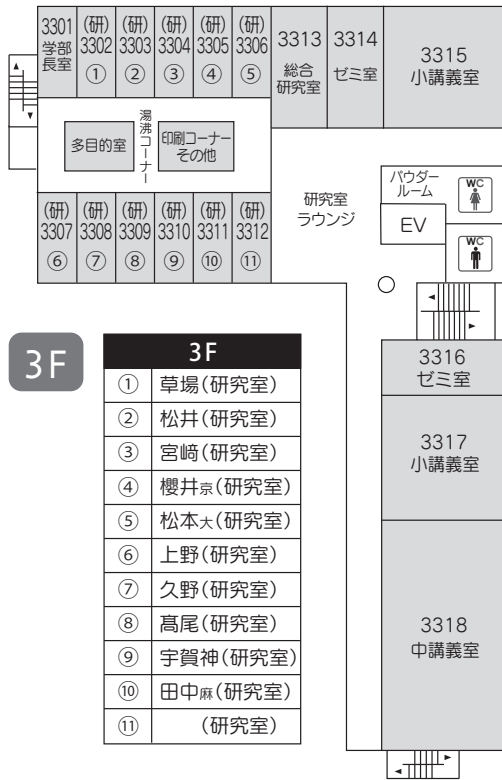 3301
学部
長室
(研)
3302
①
(研)
3303
②
(研)
3304
③
(研)
3305
④
(研)
3306
⑤
3313
総合
研究室
3314
ゼミ室
3315
小講義室
多目的室
湯沸コーナー
印刷コーナー
その他
(研)
3307
⑥
(研)
3308
⑦
(研)
3309
⑧
(研)
3310
⑨
(研)
3311
⑩
(研)
3312
⑪
研究室
ラウンジ
パウダー
ルーム
WC
EV
WC
3316
ゼミ室
3317
小講義室
3318
中講義室
3F
3F
① 草場(研究室)
② 松井(研究室)
③ 宮﨑(研究室)
④ 櫻井京(研究室)
⑤ 松本大(研究室)
⑥ 上野(研究室)
⑦ 久野(研究室)
⑧ 髙尾(研究室)
⑨ 宇賀神(研究室)
⑩ 田中麻(研究室)
⑪ (研究室)